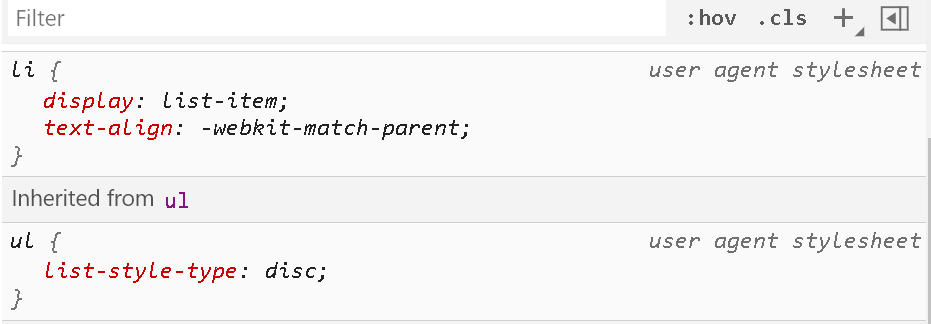 Filter :hov .cls +
li { user agent stylesheet
display: list-item;
text-align: -webkit-match-parent;
}
Inherited from ul
ul { user agent stylesheet
list-style-type: disc;
}